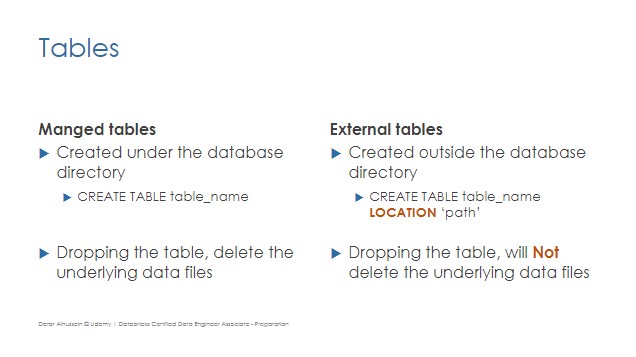 Tables
Manged tables
Created under the database
directory
CREATE TABLE table_name
Dropping the table, delete the
underlying data files
External tables
Created outside the database
directory
CREATE TABLE table_name
LOCATION ‘path’
Dropping the table, will Not
delete the underlying data files
Derar Alhussein © Udemy | Databricks Certified Data Engineer Associate - Preparation